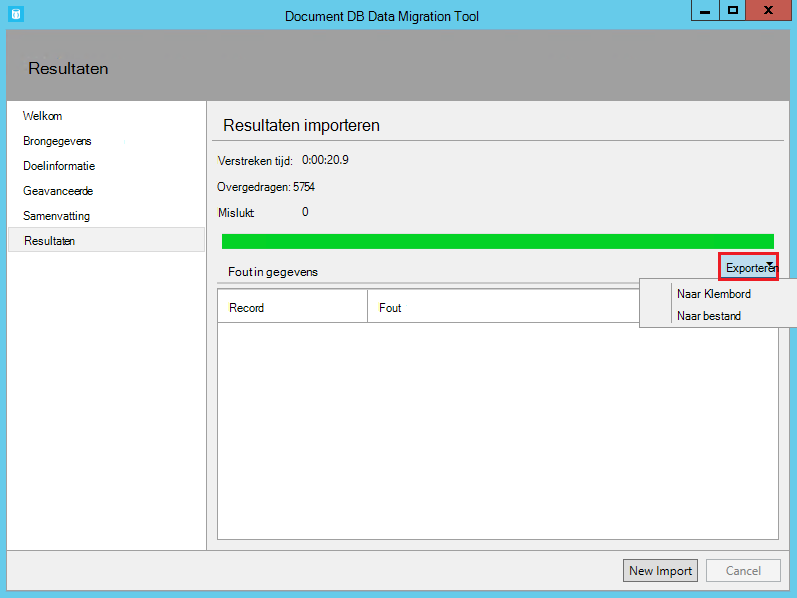 Document DB Data Migration Tool
Resultaten
Welkom
Brongegevens
Doelinformatie
Geavanceerde
Samenvatting
Resultaten
Resultaten importeren
Verstreken tijd: 0:00:20.9
Overgedragen: 5754
Mislukt 0
Exporteren
Fout in gegevens
Naar Klembord
Naar bestand
Record Fout
New Import Cancel